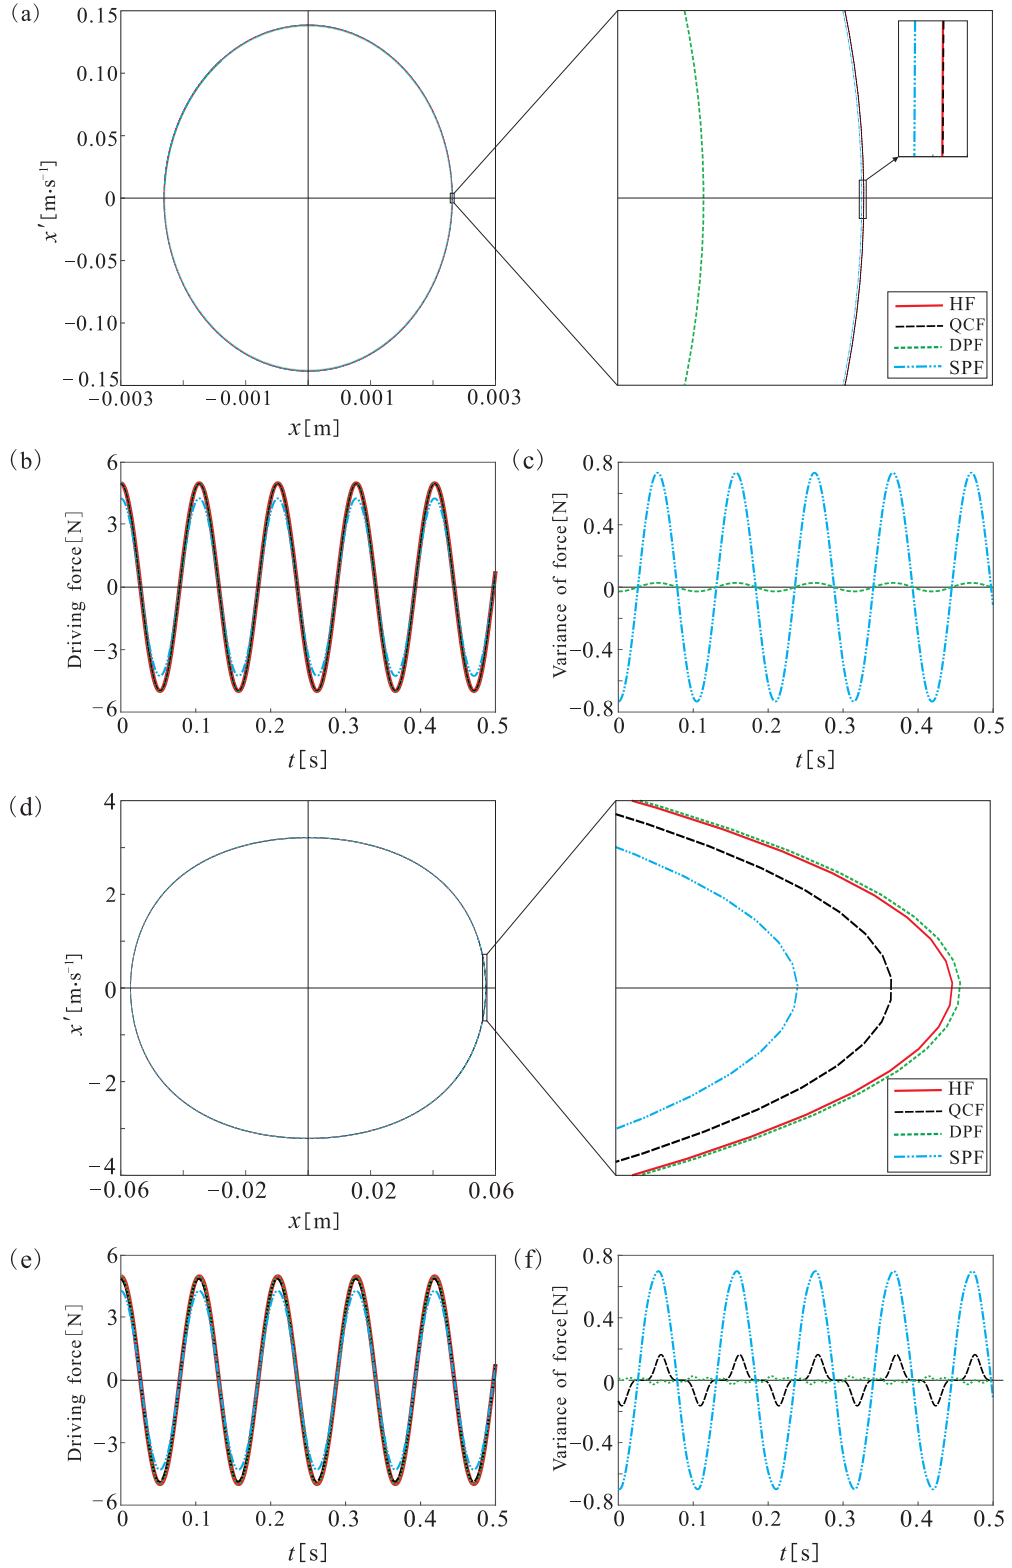 (a)
0.15
0.10
0.05
0
−0.05
−0.10
−0.15
x′[m·s⁻¹]
−0.003 −0.001 0.001 0.003
x[m]
HF
QCF
DPF
SPF
(b)
6
3
0
−3
−6
Driving force[N]
0 0.1 0.2 0.3 0.4 0.5
t[s]
(c)
0.8
0.4
0
−0.4
−0.8
Variance of force[N]
0 0.1 0.2 0.3 0.4 0.5
t[s]
(d)
4
2
0
−2
−4
x′[m·s⁻¹]
−0.06 −0.02 0.02 0.06
x[m]
HF
QCF
DPF
SPF
(e)
6
3
0
−3
−6
Driving force[N]
0 0.1 0.2 0.3 0.4 0.5
t[s]
(f)
0.8
0.4
0
−0.4
−0.8
Variance of force[N]
0 0.1 0.2 0.3 0.4 0.5
t[s]